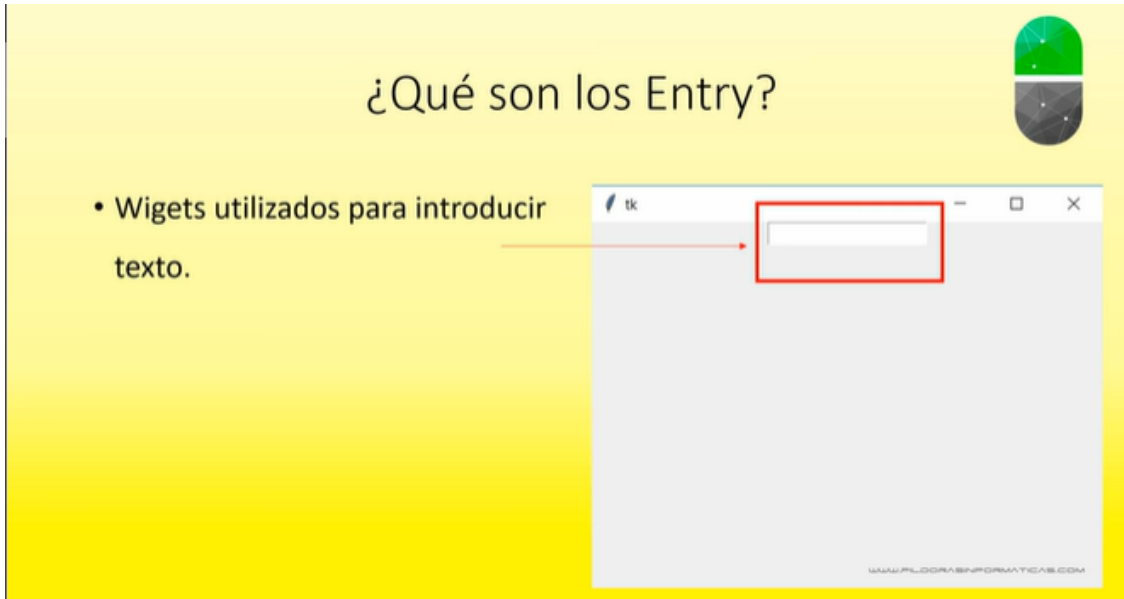 ¿Qué son los Entry?
• Wigets utilizados para introducir
texto.
tk
WWW.PILDORASINFORMATICAS.COM